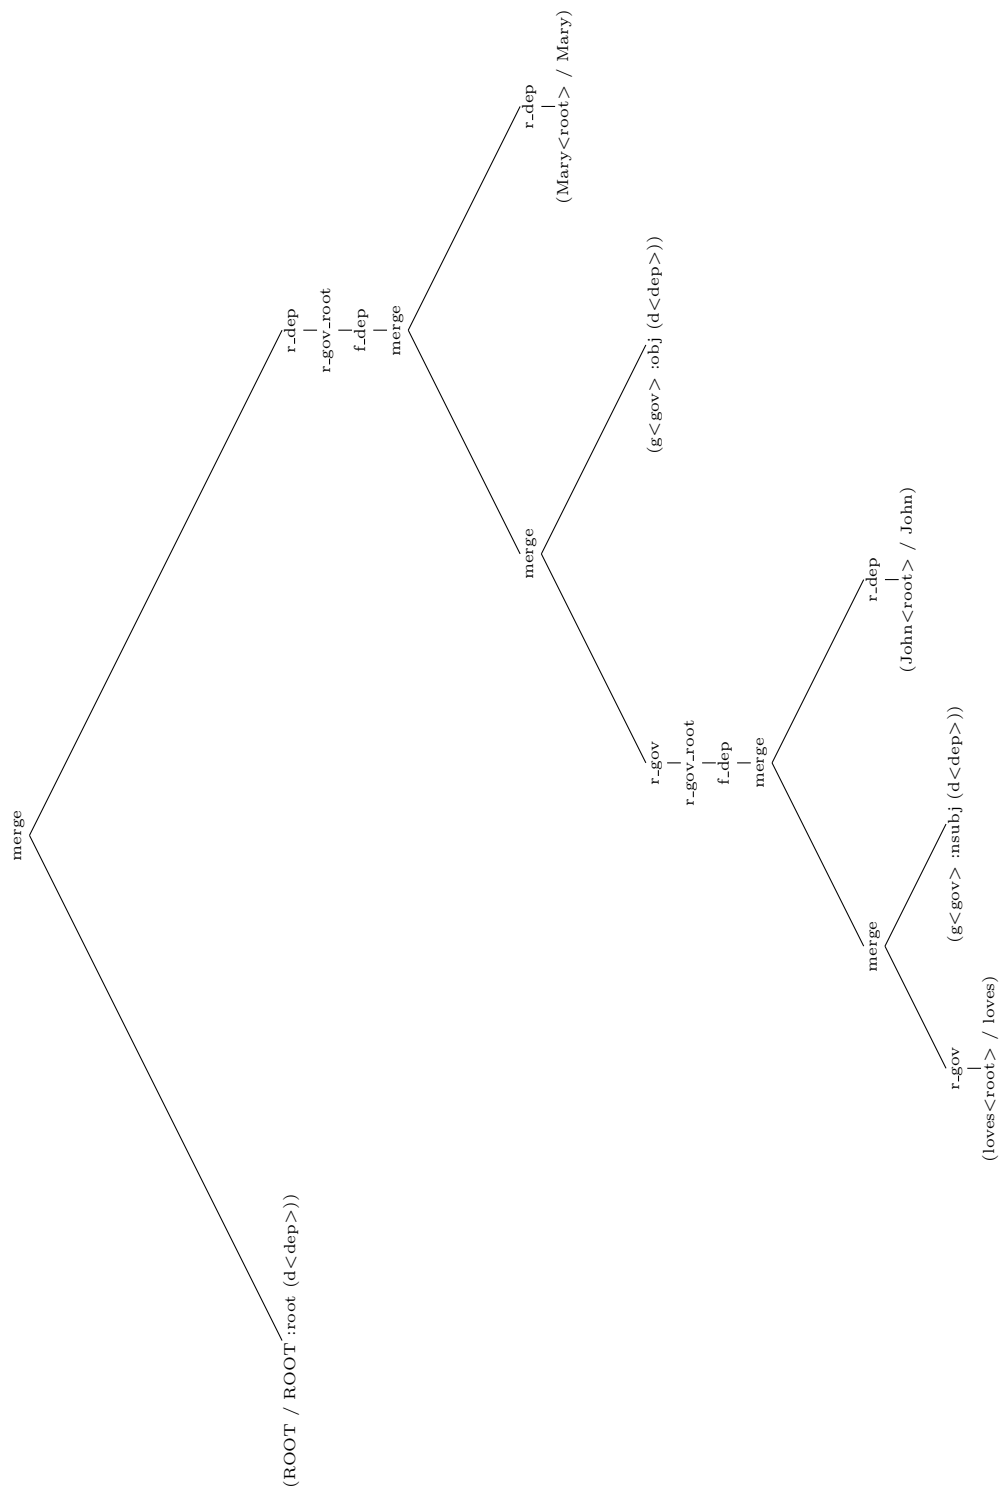 merge
(ROOT / ROOT :root (d<dep>))
r_dep
r_gov_root
f_dep
merge
merge
r_dep
(Mary<root> / Mary)
r_gov
r_gov_root
f_dep
merge
(g<gov> :obj (d<dep>))
merge
r_dep
(John<root> / John)
r_gov
(loves<root> / loves)
(g<gov> :nsubj (d<dep>))